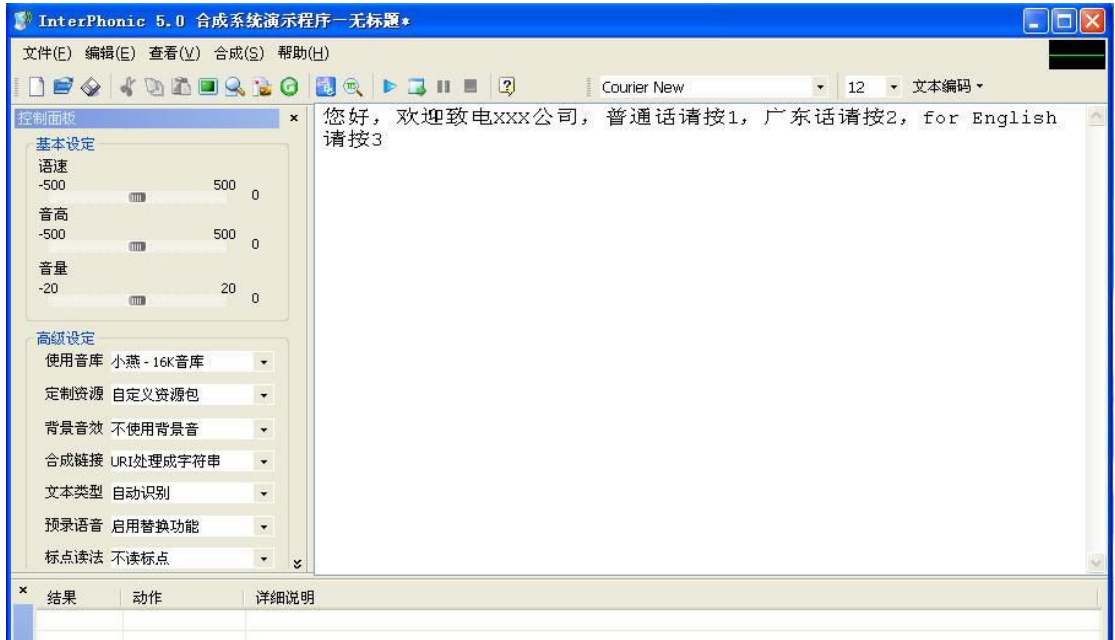 InterPhonic 5.0 合成系统演示程序－无标题*
文件(F) 编辑(E) 查看(V) 合成(S) 帮助(H)
Courier New 12 文本编码
控制面板
基本设定
语速
-500 500 0
音高
-500 500 0
音量
-20 20 0
高级设定
使用音库 小燕 - 16K音库
定制资源 自定义资源包
背景音效 不使用背景音
合成链接 URI处理成字符串
文本类型 自动识别
预录语音 启用替换功能
标点读法 不读标点
您好, 欢迎致电XXX公司, 普通话请按1, 广东话请按2, for English
请按3
结果 动作 详细说明